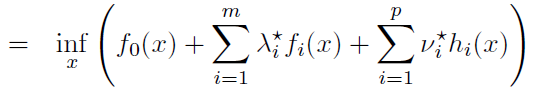 = inf_x ( f_0(x) + ∑_{i=1}^{m} λ_i^⋆ f_i(x) + ∑_{i=1}^{p} ν_i^⋆ h_i(x) )